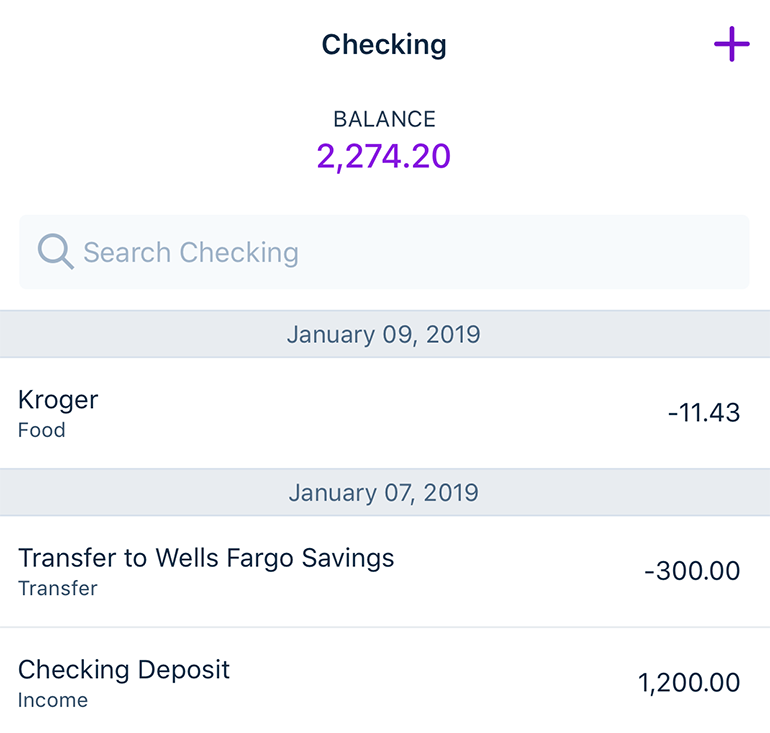 Checking
BALANCE
2,274.20
Search Checking
January 09, 2019
Kroger
-11.43
Food
January 07, 2019
Transfer to Wells Fargo Savings
-300.00
Transfer
Checking Deposit
1,200.00
Income